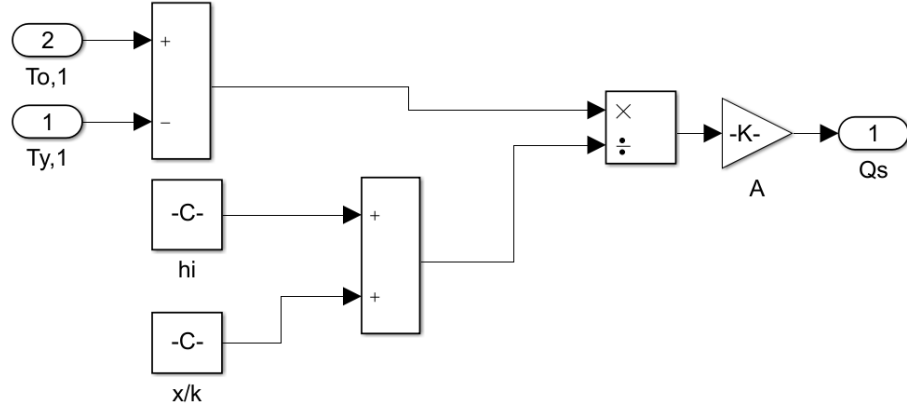 2
+
To,1
1
−
Ty,1
×
÷
-K-
A
1
Qs
-C-
+
hi
+
-C-
x/k